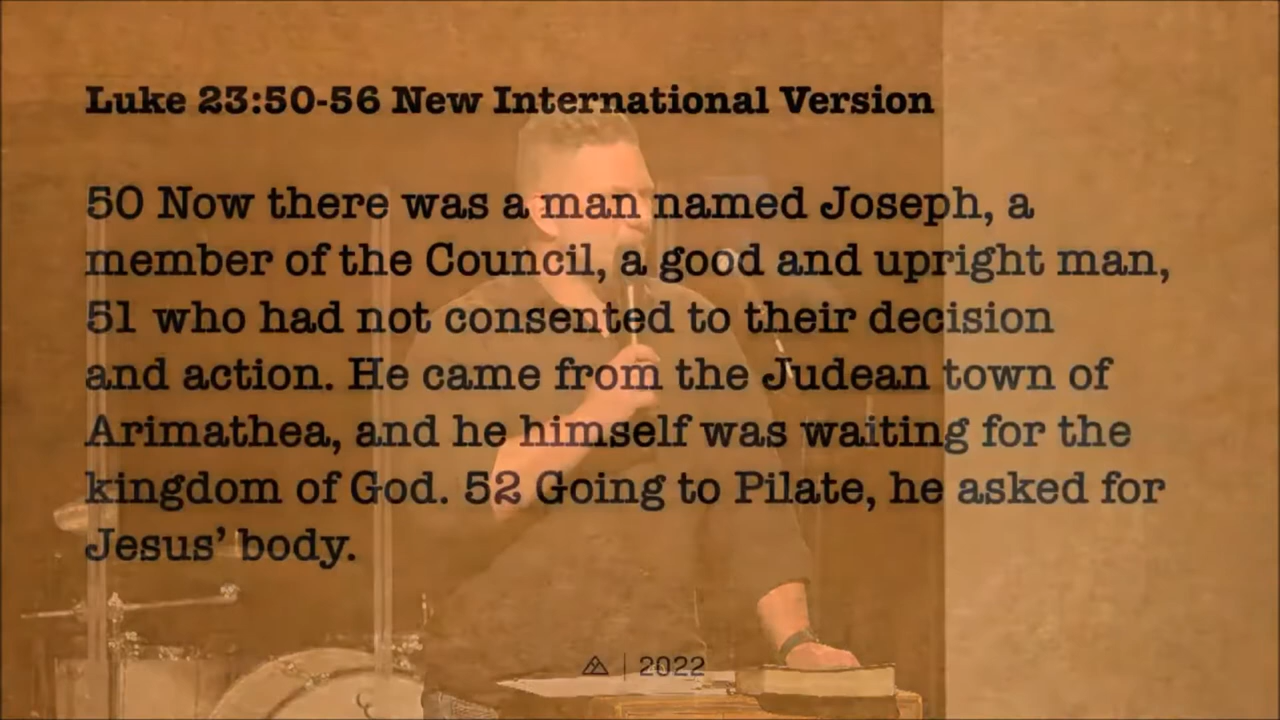 Luke 23:50-56 New International Version
50 Now there was a man named Joseph, a
member of the Council, a good and upright man,
51 who had not consented to their decision
and action. He came from the Judean town of
Arimathea, and he himself was waiting for the
kingdom of God. 52 Going to Pilate, he asked for
Jesus’ body.
2022